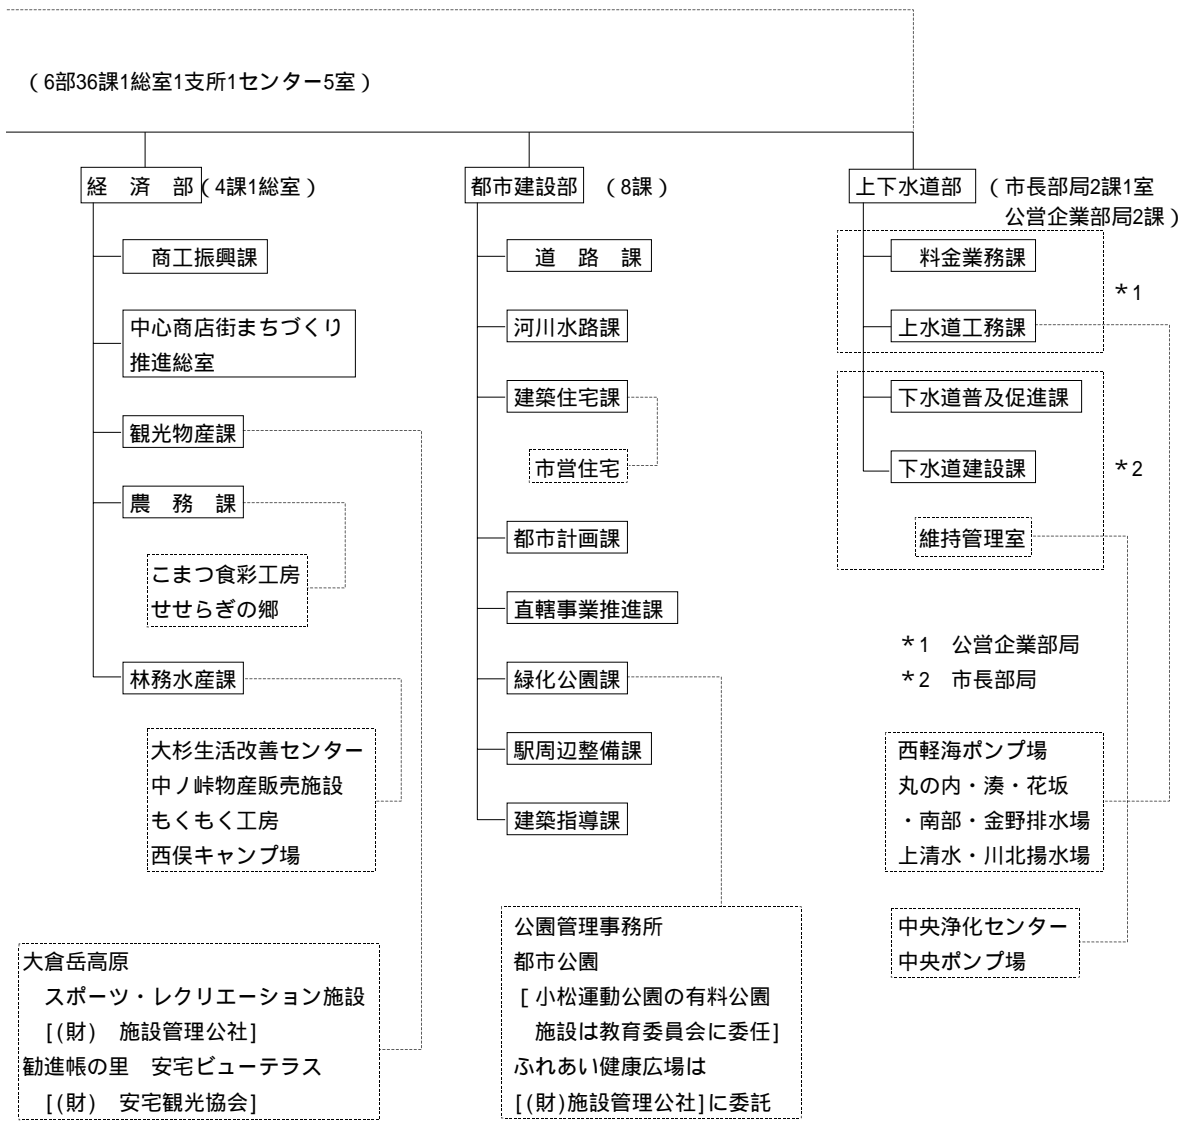 （6部36課1総室1支所1センター5室）
経　済　部（4課1総室）
商工振興課
中心商店街まちづくり
推進総室
観光物産課
農　務　課
こまつ食彩工房
せせらぎの郷
林務水産課
大杉生活改善センター
中ノ峠物産販売施設
もくもく工房
西俣キャンプ場
大倉岳高原
スポーツ・レクリエーション施設
[(財)　施設管理公社]
勧進帳の里　安宅ビューテラス
[(財)　安宅観光協会]
都市建設部　（8課）
道　路　課
河川水路課
建築住宅課
市営住宅
都市計画課
直轄事業推進課
緑化公園課
駅周辺整備課
建築指導課
公園管理事務所
都市公園
[ 小松運動公園の有料公園
施設は教育委員会に委任]
ふれあい健康広場は
[(財)施設管理公社]に委託
上下水道部　（市長部局2課1室
公営企業部局2課）
料金業務課
＊1
上水道工務課
下水道普及促進課
下水道建設課
＊2
維持管理室
＊1　公営企業部局
＊2　市長部局
西軽海ポンプ場
丸の内・湊・花坂
・南部・金野排水場
上清水・川北揚水場
中央浄化センター
中央ポンプ場